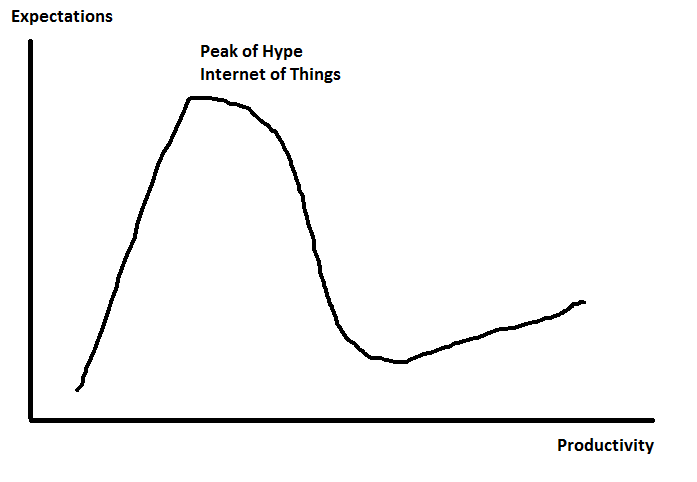 Expectations
Peak of Hype
Internet of Things
Productivity